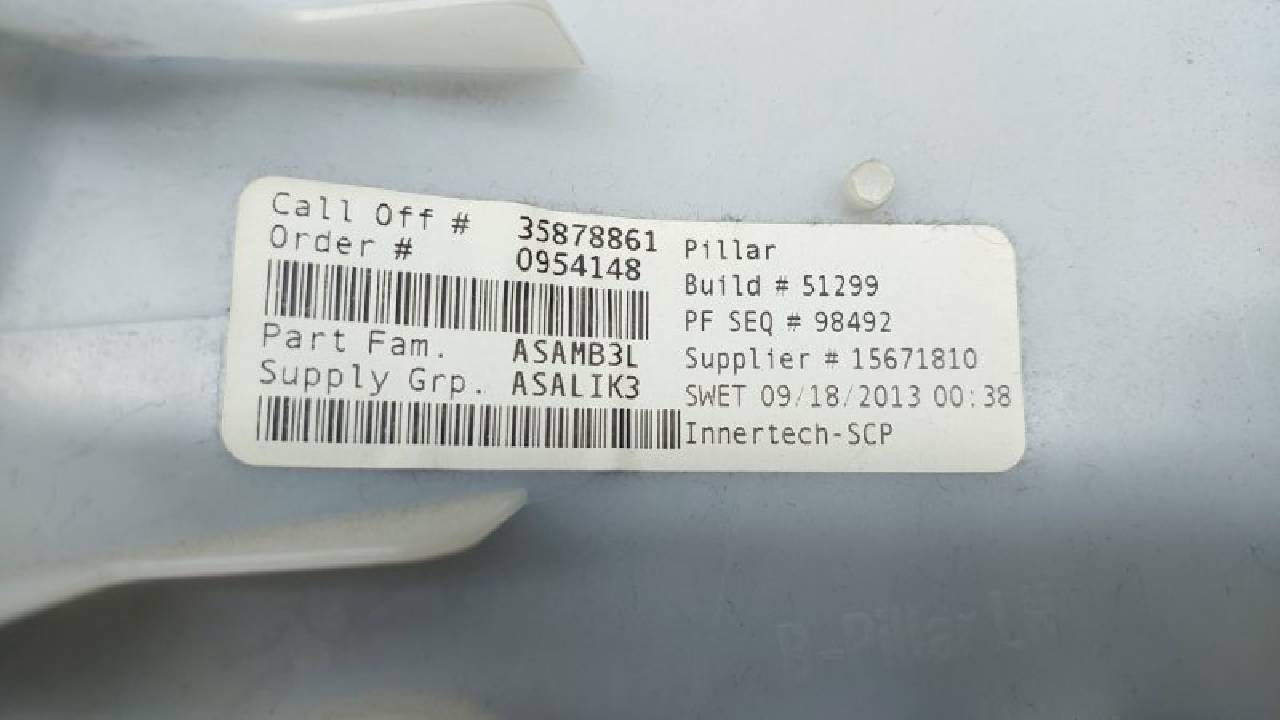 Call Off # 35878861
Order # 0954148
Part Fam. ASAMB3L
Supply Grp. ASALIK3
Pillar
Build # 51299
PF SEQ # 98492
Supplier # 15671810
SWET 09/18/2013 00:38
Innertech-SCP
B-Pillar LH